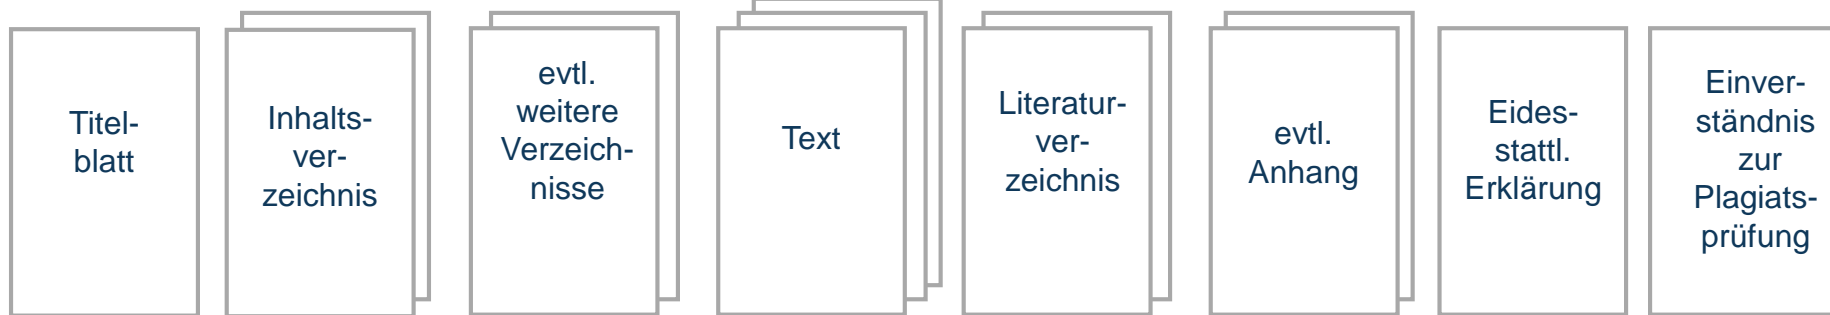 Titel-
blatt
Inhalts-
ver-
zeichnis
evtl.
weitere
Verzeich-
nisse
Text
Literatur-
ver-
zeichnis
evtl.
Anhang
Eides-
stattl.
Erklärung
Einver-
ständnis
zur
Plagiats-
prüfung